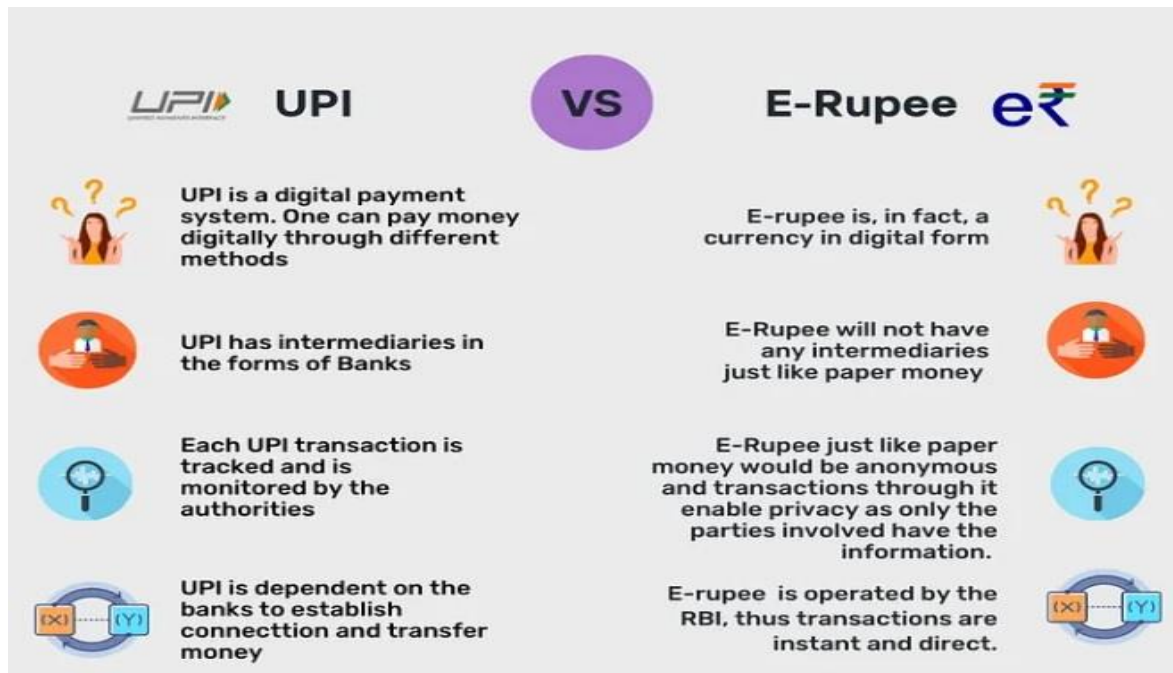 UPI
UNIFIED PAYMENTS INTERFACE
UPI
VS
E-Rupee
e₹
UPI is a digital payment
system. One can pay money
digitally through different
methods
E-rupee is, in fact, a
currency in digital form
UPI has intermediaries in
the forms of Banks
E-Rupee will not have
any intermediaries
just like paper money
Each UPI transaction is
tracked and is
monitored by the
authorities
E-Rupee just like paper
money would be anonymous
and transactions through it
enable privacy as only the
parties involved have the
information.
UPI is dependent on the
banks to establish
connecttion and transfer
money
(X)
(Y)
E-rupee is operated by the
RBI, thus transactions are
instant and direct.
(X)
(Y)